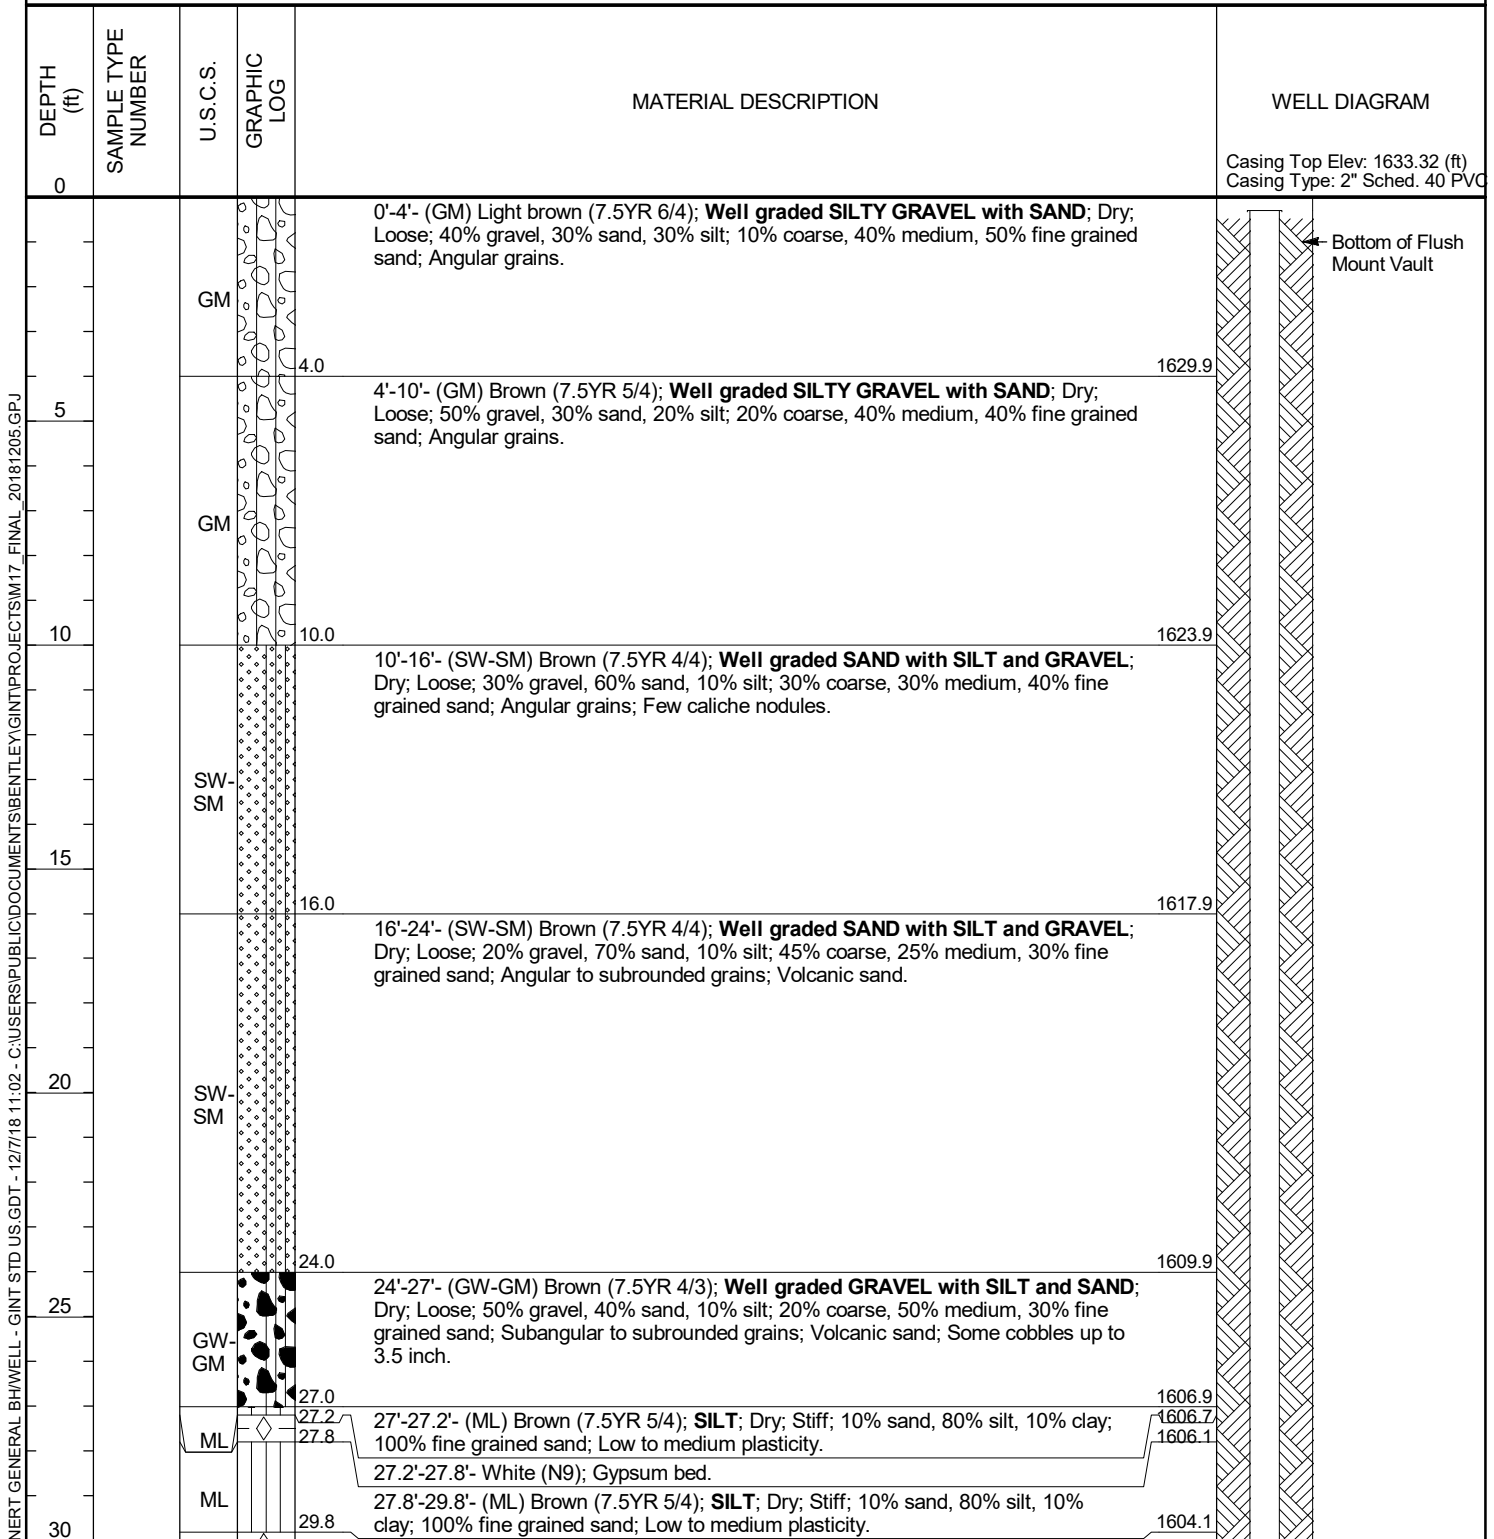 DEPTH
(ft)
SAMPLE TYPE
NUMBER
U.S.C.S.
GRAPHIC
LOG
MATERIAL DESCRIPTION
WELL DIAGRAM
Casing Top Elev: 1633.32 (ft)
Casing Type: 2" Sched. 40 PVC
0
0'-4'- (GM) Light brown (7.5YR 6/4); Well graded SILTY GRAVEL with SAND; Dry;
Loose; 40% gravel, 30% sand, 30% silt; 10% coarse, 40% medium, 50% fine grained
sand; Angular grains.
Bottom of Flush
Mount Vault
GM
4.0
1629.9
4'-10'- (GM) Brown (7.5YR 5/4); Well graded SILTY GRAVEL with SAND; Dry;
Loose; 50% gravel, 30% sand, 20% silt; 20% coarse, 40% medium, 40% fine grained
sand; Angular grains.
5
GM
10
10.0
1623.9
10'-16'- (SW-SM) Brown (7.5YR 4/4); Well graded SAND with SILT and GRAVEL;
Dry; Loose; 30% gravel, 60% sand, 10% silt; 30% coarse, 30% medium, 40% fine
grained sand; Angular grains; Few caliche nodules.
SW-
SM
15
16.0
1617.9
16'-24'- (SW-SM) Brown (7.5YR 4/4); Well graded SAND with SILT and GRAVEL;
Dry; Loose; 20% gravel, 70% sand, 10% silt; 45% coarse, 25% medium, 30% fine
grained sand; Angular to subrounded grains; Volcanic sand.
20
SW-
SM
24.0
1609.9
24'-27'- (GW-GM) Brown (7.5YR 4/3); Well graded GRAVEL with SILT and SAND;
Dry; Loose; 50% gravel, 40% sand, 10% silt; 20% coarse, 50% medium, 30% fine
grained sand; Subangular to subrounded grains; Volcanic sand; Some cobbles up to
3.5 inch.
25
GW-
GM
27.0
1606.9
27.2
1606.7
27'-27.2'- (ML) Brown (7.5YR 5/4); SILT; Dry; Stiff; 10% sand, 80% silt, 10% clay;
100% fine grained sand; Low to medium plasticity.
ML
27.8
1606.1
27.2'-27.8'- White (N9); Gypsum bed.
27.8'-29.8'- (ML) Brown (7.5YR 5/4); SILT; Dry; Stiff; 10% sand, 80% silt, 10%
clay; 100% fine grained sand; Low to medium plasticity.
ML
29.8
1604.1
30
NERT GENERAL BH/WELL - GINT STD US.GDT - 12/7/18 11:02 - C:\USERS\PUBLIC\DOCUMENTS\BENTLEY\GINT\PROJECTS\M17_FINAL_20181205.GPJ